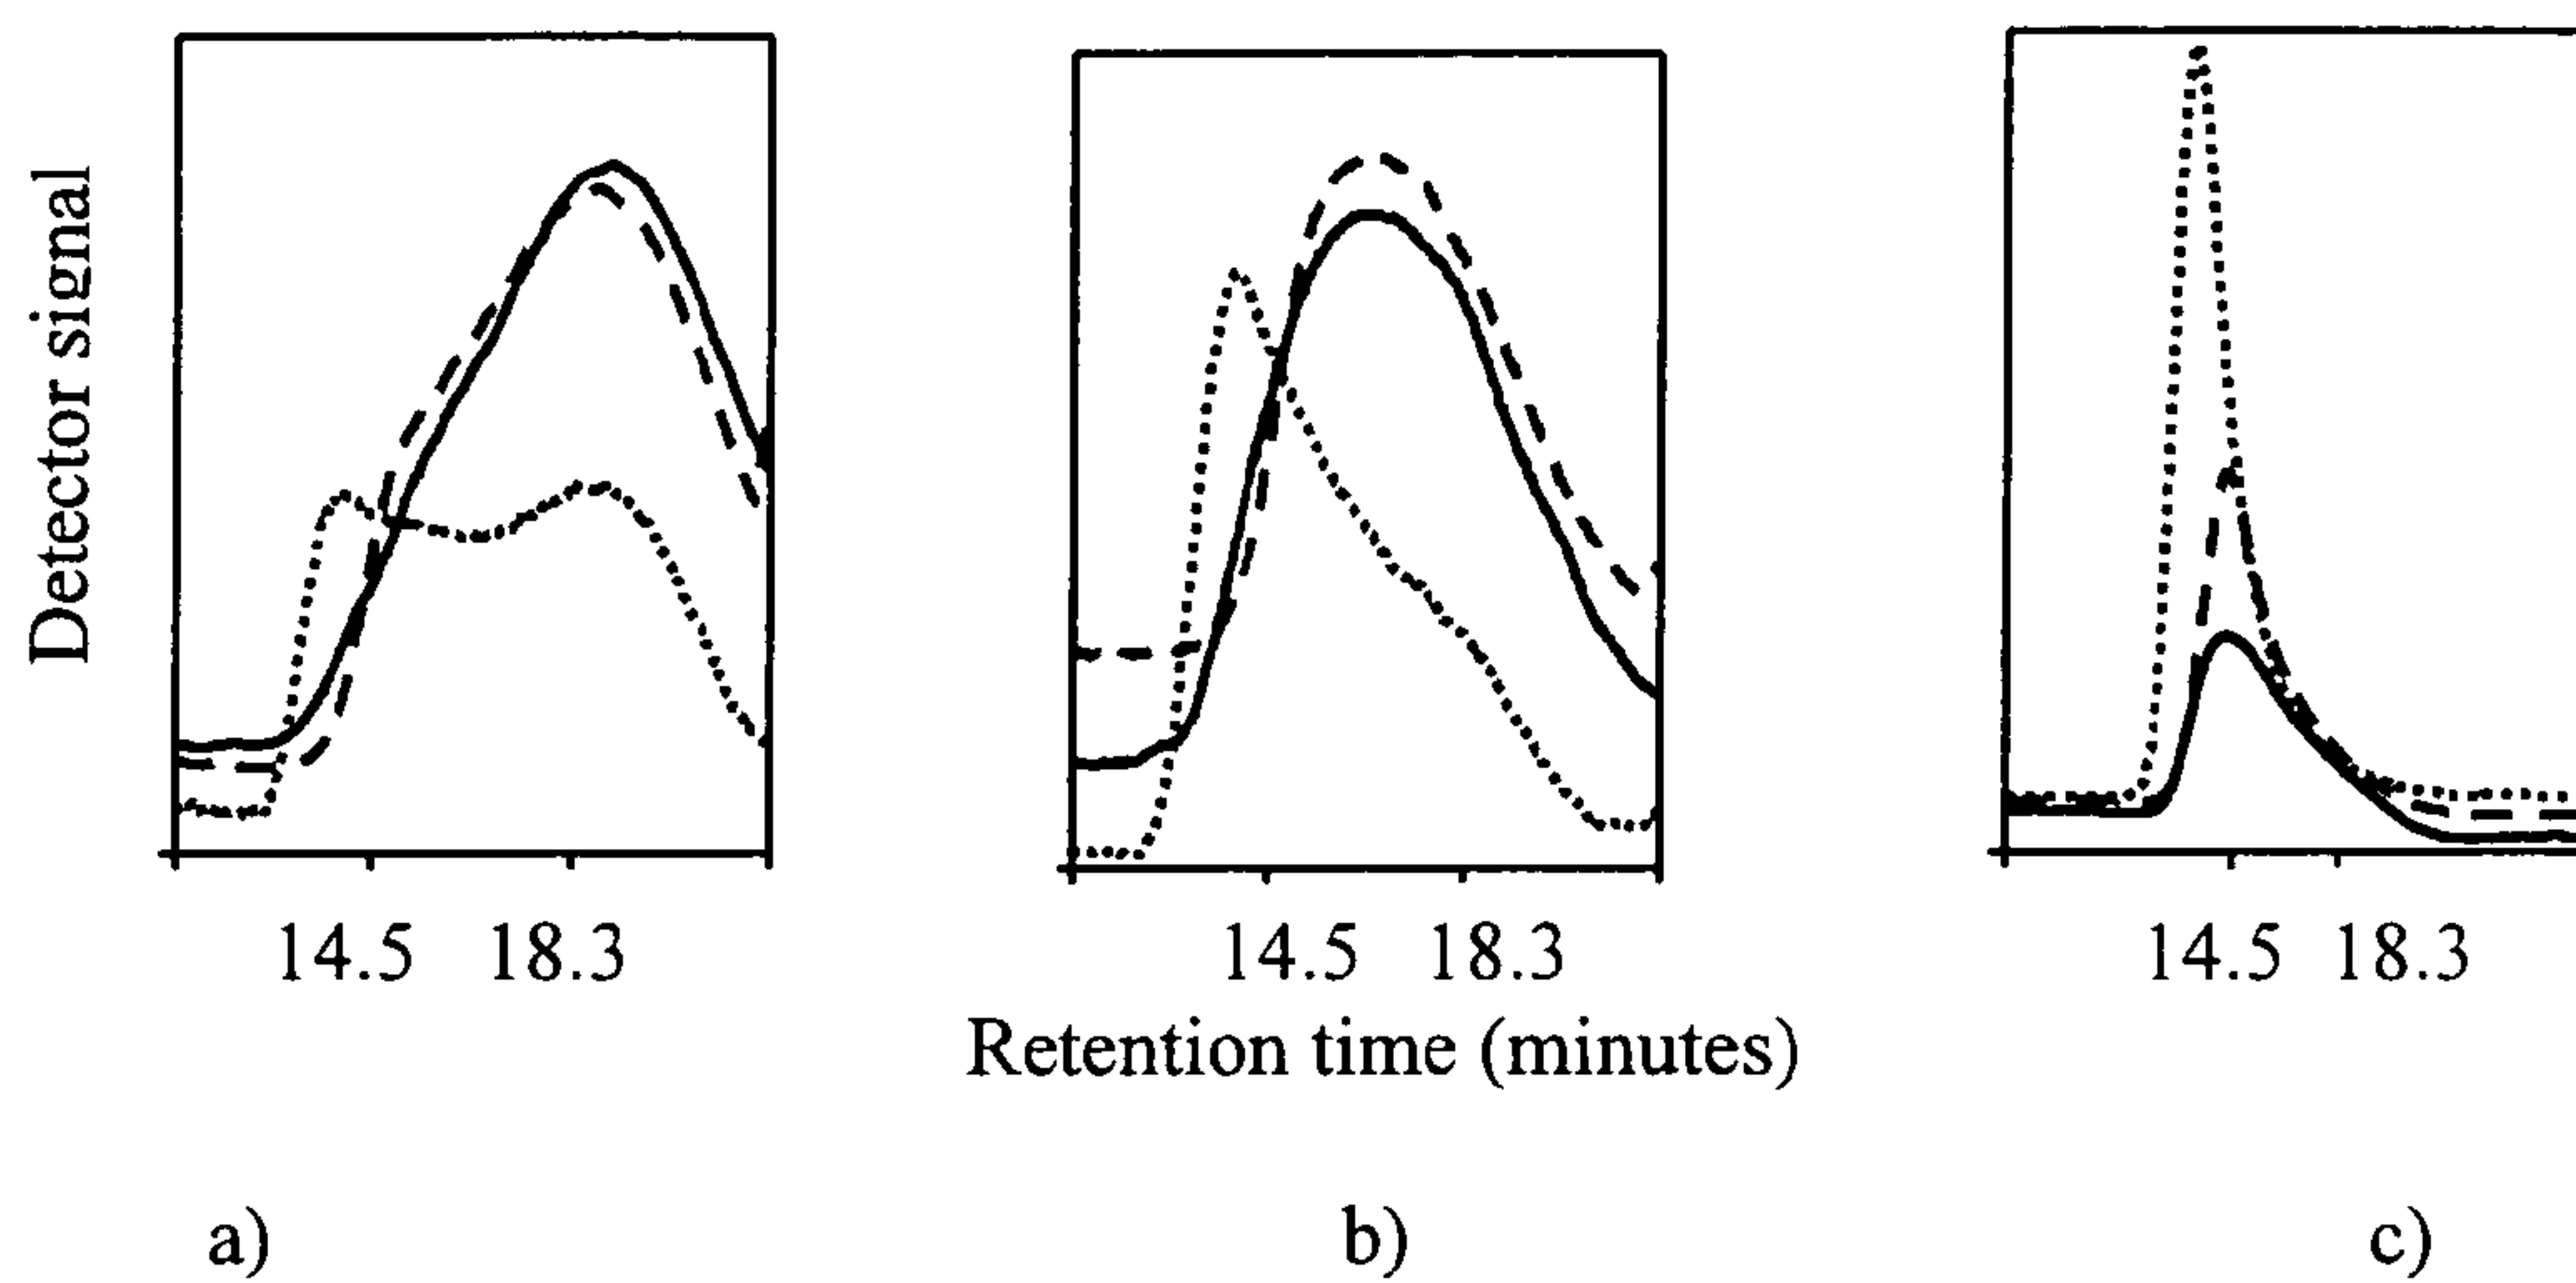 Detector signal
14.5 18.3 14.5 18.3 14.5 18.3
Retention time (minutes)
a) b) c)